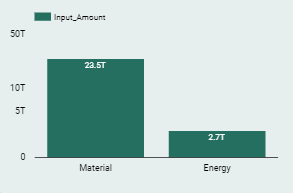 Input_Amount
50T
23.5T
10T
5T
2.7T
0
Material Energy